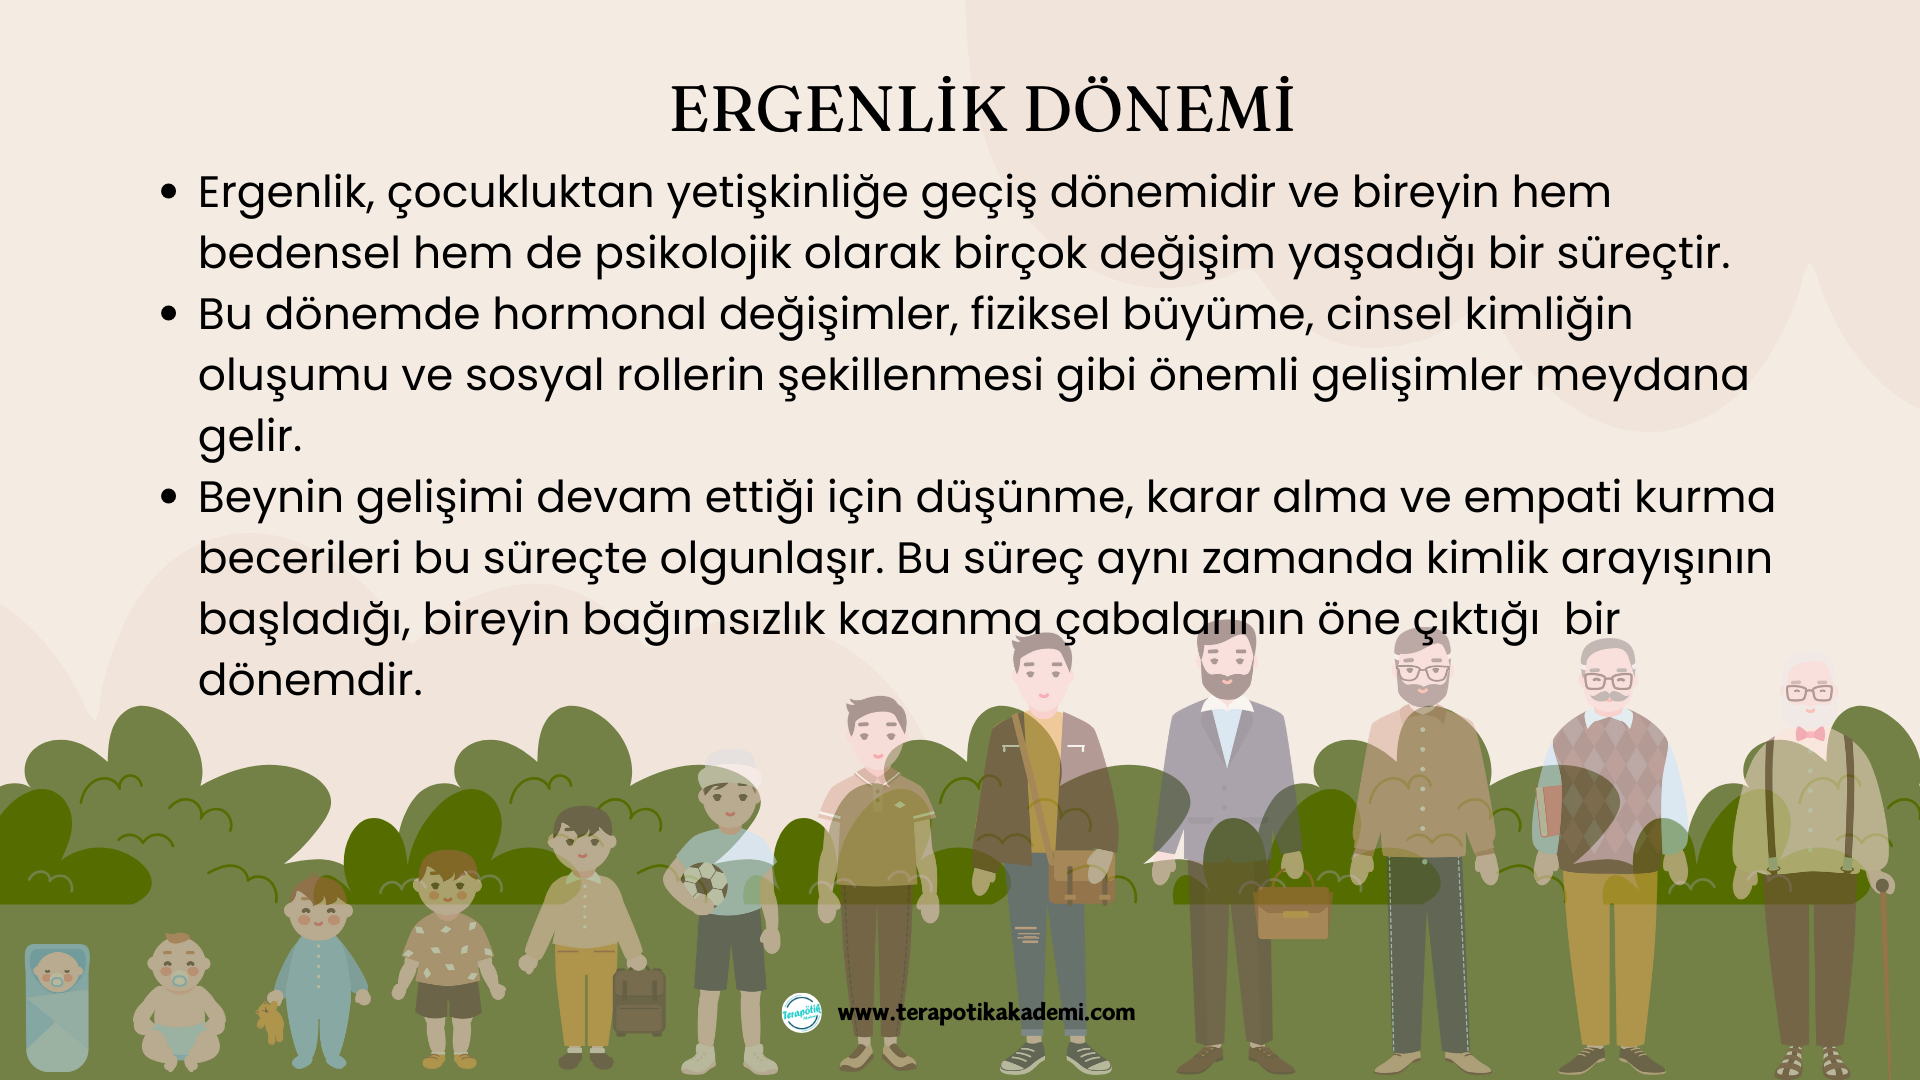 ERGENLİK DÖNEMİ
• Ergenlik, çocukluktan yetişkinliğe geçiş dönemidir ve bireyin hem
bedensel hem de psikolojik olarak birçok değişim yaşadığı bir süreçtir.
• Bu dönemde hormonal değişimler, fiziksel büyüme, cinsel kimliğin
oluşumu ve sosyal rollerin şekillenmesi gibi önemli gelişimler meydana
gelir.
• Beynin gelişimi devam ettiği için düşünme, karar alma ve empati kurma
becerileri bu süreçte olgunlaşır. Bu süreç aynı zamanda kimlik arayışının
başladığı, bireyin bağımsızlık kazanma çabalarının öne çıktığı  bir
dönemdir.
Terapötik
www.terapotikakademi.com